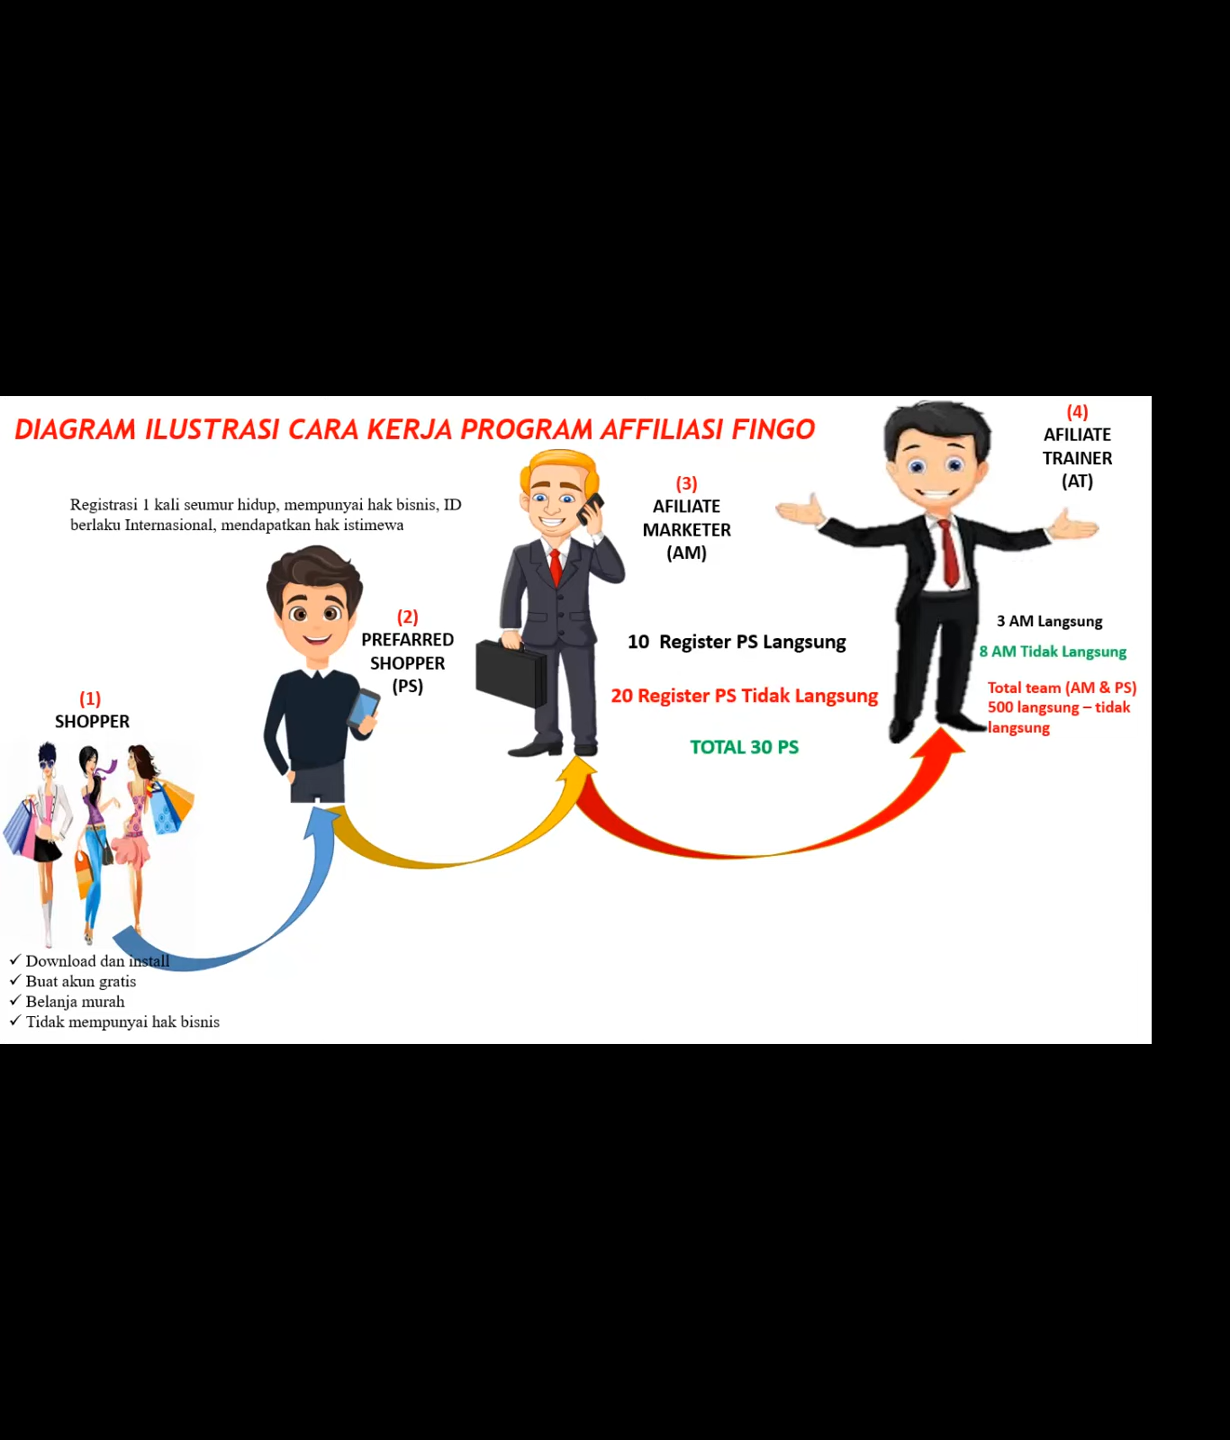 DIAGRAM ILUSTRASI CARA KERJA PROGRAM AFFILIASI FINGO
Registrasi 1 kali seumur hidup, mempunyai hak bisnis, ID
berlaku Internasional, mendapatkan hak istimewa
(1)
SHOPPER
✓ Download dan install
✓ Buat akun gratis
✓ Belanja murah
✓ Tidak mempunyai hak bisnis
(2)
PREFARRED
SHOPPER
(PS)
(3)
AFILIATE
MARKETER
(AM)
10 Register PS Langsung
20 Register PS Tidak Langsung
TOTAL 30 PS
(4)
AFILIATE
TRAINER
(AT)
3 AM Langsung
8 AM Tidak Langsung
Total team (AM & PS)
500 langsung – tidak
langsung